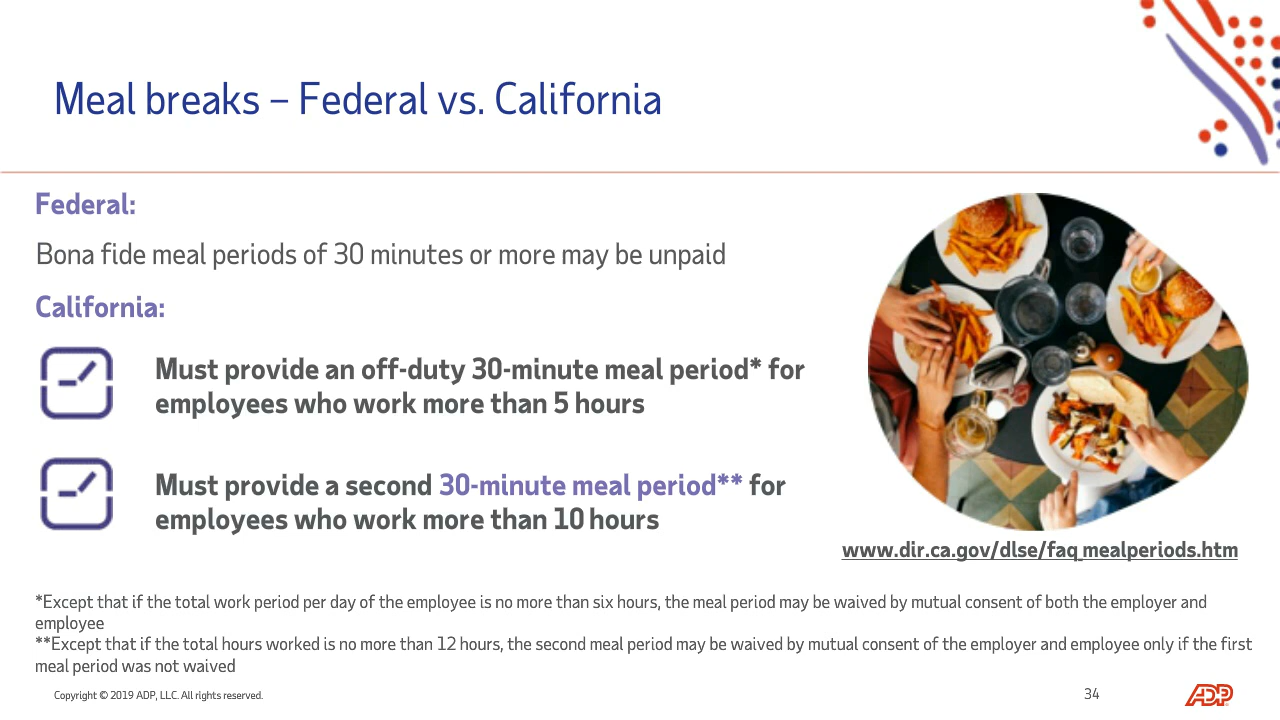 Meal breaks – Federal vs. California
Federal:
Bona fide meal periods of 30 minutes or more may be unpaid
California:
Must provide an off-duty 30-minute meal period* for
employees who work more than 5 hours
Must provide a second 30-minute meal period** for
employees who work more than 10 hours
www.dir.ca.gov/dlse/faq_mealperiods.htm
*Except that if the total work period per day of the employee is no more than six hours, the meal period may be waived by mutual consent of both the employer and
employee
**Except that if the total hours worked is no more than 12 hours, the second meal period may be waived by mutual consent of the employer and employee only if the first
meal period was not waived
Copyright © 2019 ADP, LLC. All rights reserved.
34
ADP